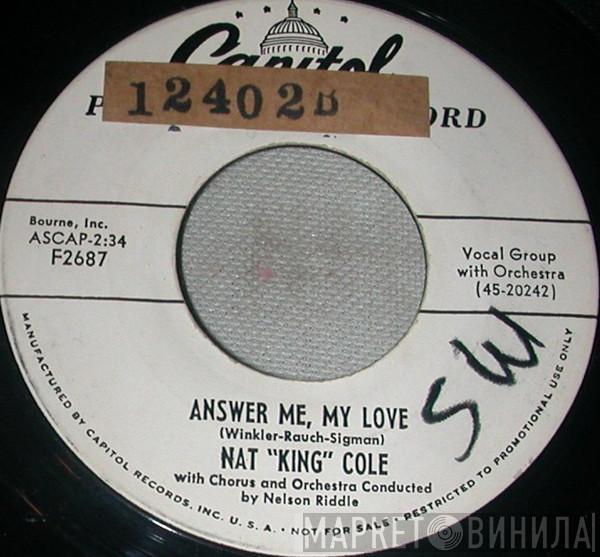 Capitol
12402B
Bourne, Inc.
ASCAP-2:34
F2687
Vocal Group
with Orchestra
(45-20242)
SW
ANSWER ME, MY LOVE
(Winkler-Rauch-Sigman)
NAT "KING" COLE
with Chorus and Orchestra Conducted
by Nelson Riddle
MANUFACTURED BY CAPITOL RECORDS, INC. U. S. A. • NOT FOR SALE • RESTRICTED TO PROMOTIONAL USE ONLY
МАРКЕТ ВИНИЛА